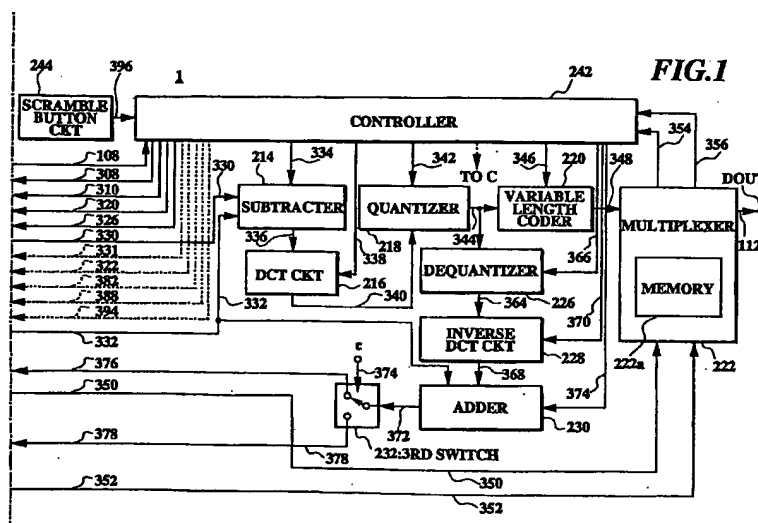 244
396
1
242
FIG.1
SCRAMBLE
BUTTON
CKT
CONTROLLER
354
356
108
308
310
320
326
330
331
322
382
388
394
332
376
350
378
352
330
214
334
342
TO C
346
220
348
DOUT
SUBTRACTER
QUANTIZER
VARIABLE
LENGTH
CODER
MULTIPLEXER
112
336
338
218
344
366
DCT CKT
216
DEQUANTIZER
MEMORY
332
340
364
226
370
INVERSE
DCT CKT
228
222a
222
c
374
368
374
ADDER
372
230
378
232:3RD SWITCH
350
352